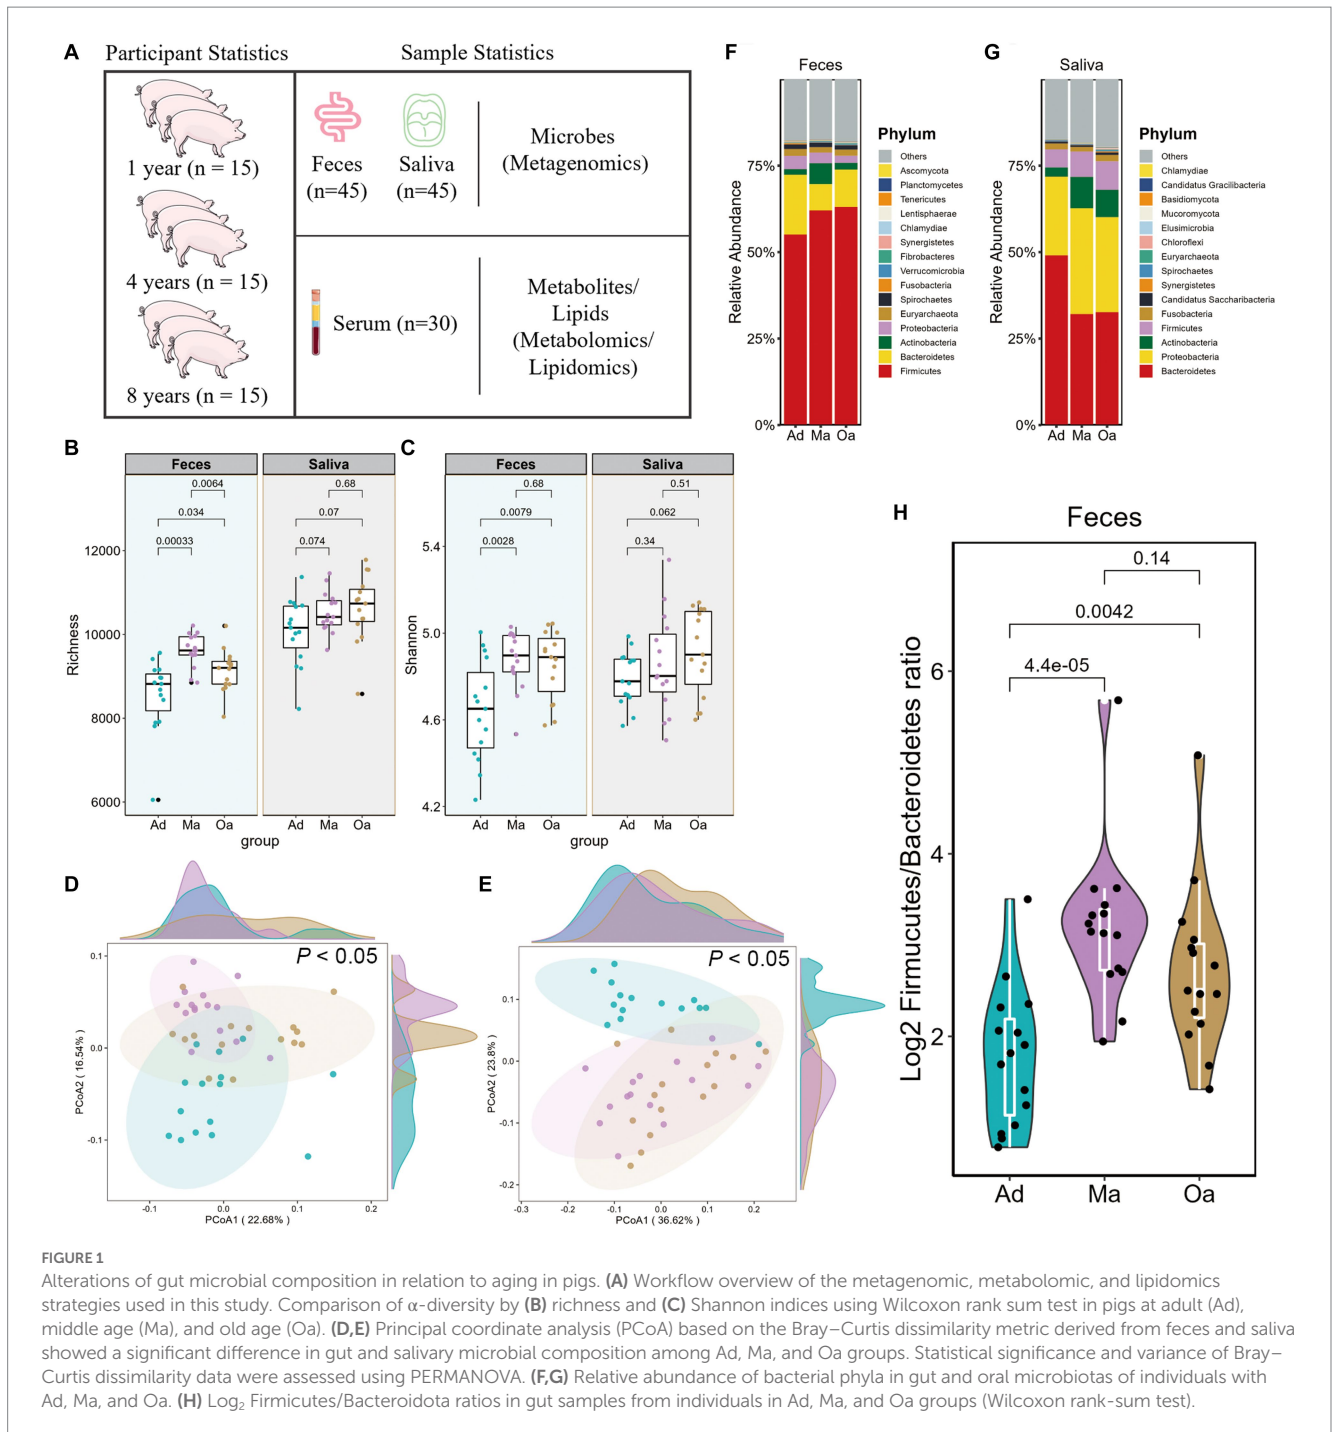 A
Participant Statistics
Sample Statistics
1 year (n = 15)
4 years (n = 15)
8 years (n = 15)
Feces
(n=45)
Saliva
(n=45)
Microbes
(Metagenomics)
Serum (n=30)
Metabolites/
Lipids
(Metabolomics/
Lipidomics)
F
Feces
Relative Abundance
75%
50%
25%
0%
Ad Ma Oa
Phylum
Others
Ascomycota
Planctomycetes
Tenericutes
Lentisphaerae
Chlamydiae
Synergistetes
Fibrobacteres
Verrucomicrobia
Fusobacteria
Spirochaetes
Euryarchaeota
Proteobacteria
Actinobacteria
Bacteroidetes
Firmicutes
G
Saliva
Relative Abundance
75%
50%
25%
0%
Ad Ma Oa
Phylum
Others
Chlamydiae
Candidatus Gracilibacteria
Basidiomycota
Mucoromycota
Elusimicrobia
Chloroflexi
Euryarchaeota
Spirochaetes
Synergistetes
Candidatus Saccharibacteria
Fusobacteria
Firmicutes
Actinobacteria
Proteobacteria
Bacteroidetes
B
Feces
Saliva
0.0064
0.034
0.00033
0.68
0.07
0.074
Richness
12000
10000
8000
6000
Ad Ma Oa
Ad Ma Oa
group
C
Feces
Saliva
0.68
0.0079
0.0028
0.51
0.062
0.34
Shannon
5.4
5.0
4.6
4.2
Ad Ma Oa
Ad Ma Oa
group
D
P < 0.05
PCoA2 ( 16.54% )
0.1
0.0
-0.1
-0.1 0.0 0.1 0.2
PCoA1 ( 22.68% )
E
P < 0.05
PCoA2 ( 23.8% )
0.1
0.0
-0.1
-0.2
-0.3 -0.2 -0.1 0.0 0.1 0.2
PCoA1 ( 36.62% )
H
Feces
0.14
0.0042
4.4e-05
Log2 Firmucutes/Bacteroidetes ratio
6
4
2
Ad Ma Oa
FIGURE 1
Alterations of gut microbial composition in relation to aging in pigs. (A) Workflow overview of the metagenomic, metabolomic, and lipidomics
strategies used in this study. Comparison of α-diversity by (B) richness and (C) Shannon indices using Wilcoxon rank sum test in pigs at adult (Ad),
middle age (Ma), and old age (Oa). (D,E) Principal coordinate analysis (PCoA) based on the Bray–Curtis dissimilarity metric derived from feces and saliva
showed a significant difference in gut and salivary microbial composition among Ad, Ma, and Oa groups. Statistical significance and variance of Bray–
Curtis dissimilarity data were assessed using PERMANOVA. (F,G) Relative abundance of bacterial phyla in gut and oral microbiotas of individuals with
Ad, Ma, and Oa. (H) Log2 Firmicutes/Bacteroidota ratios in gut samples from individuals in Ad, Ma, and Oa groups (Wilcoxon rank-sum test).